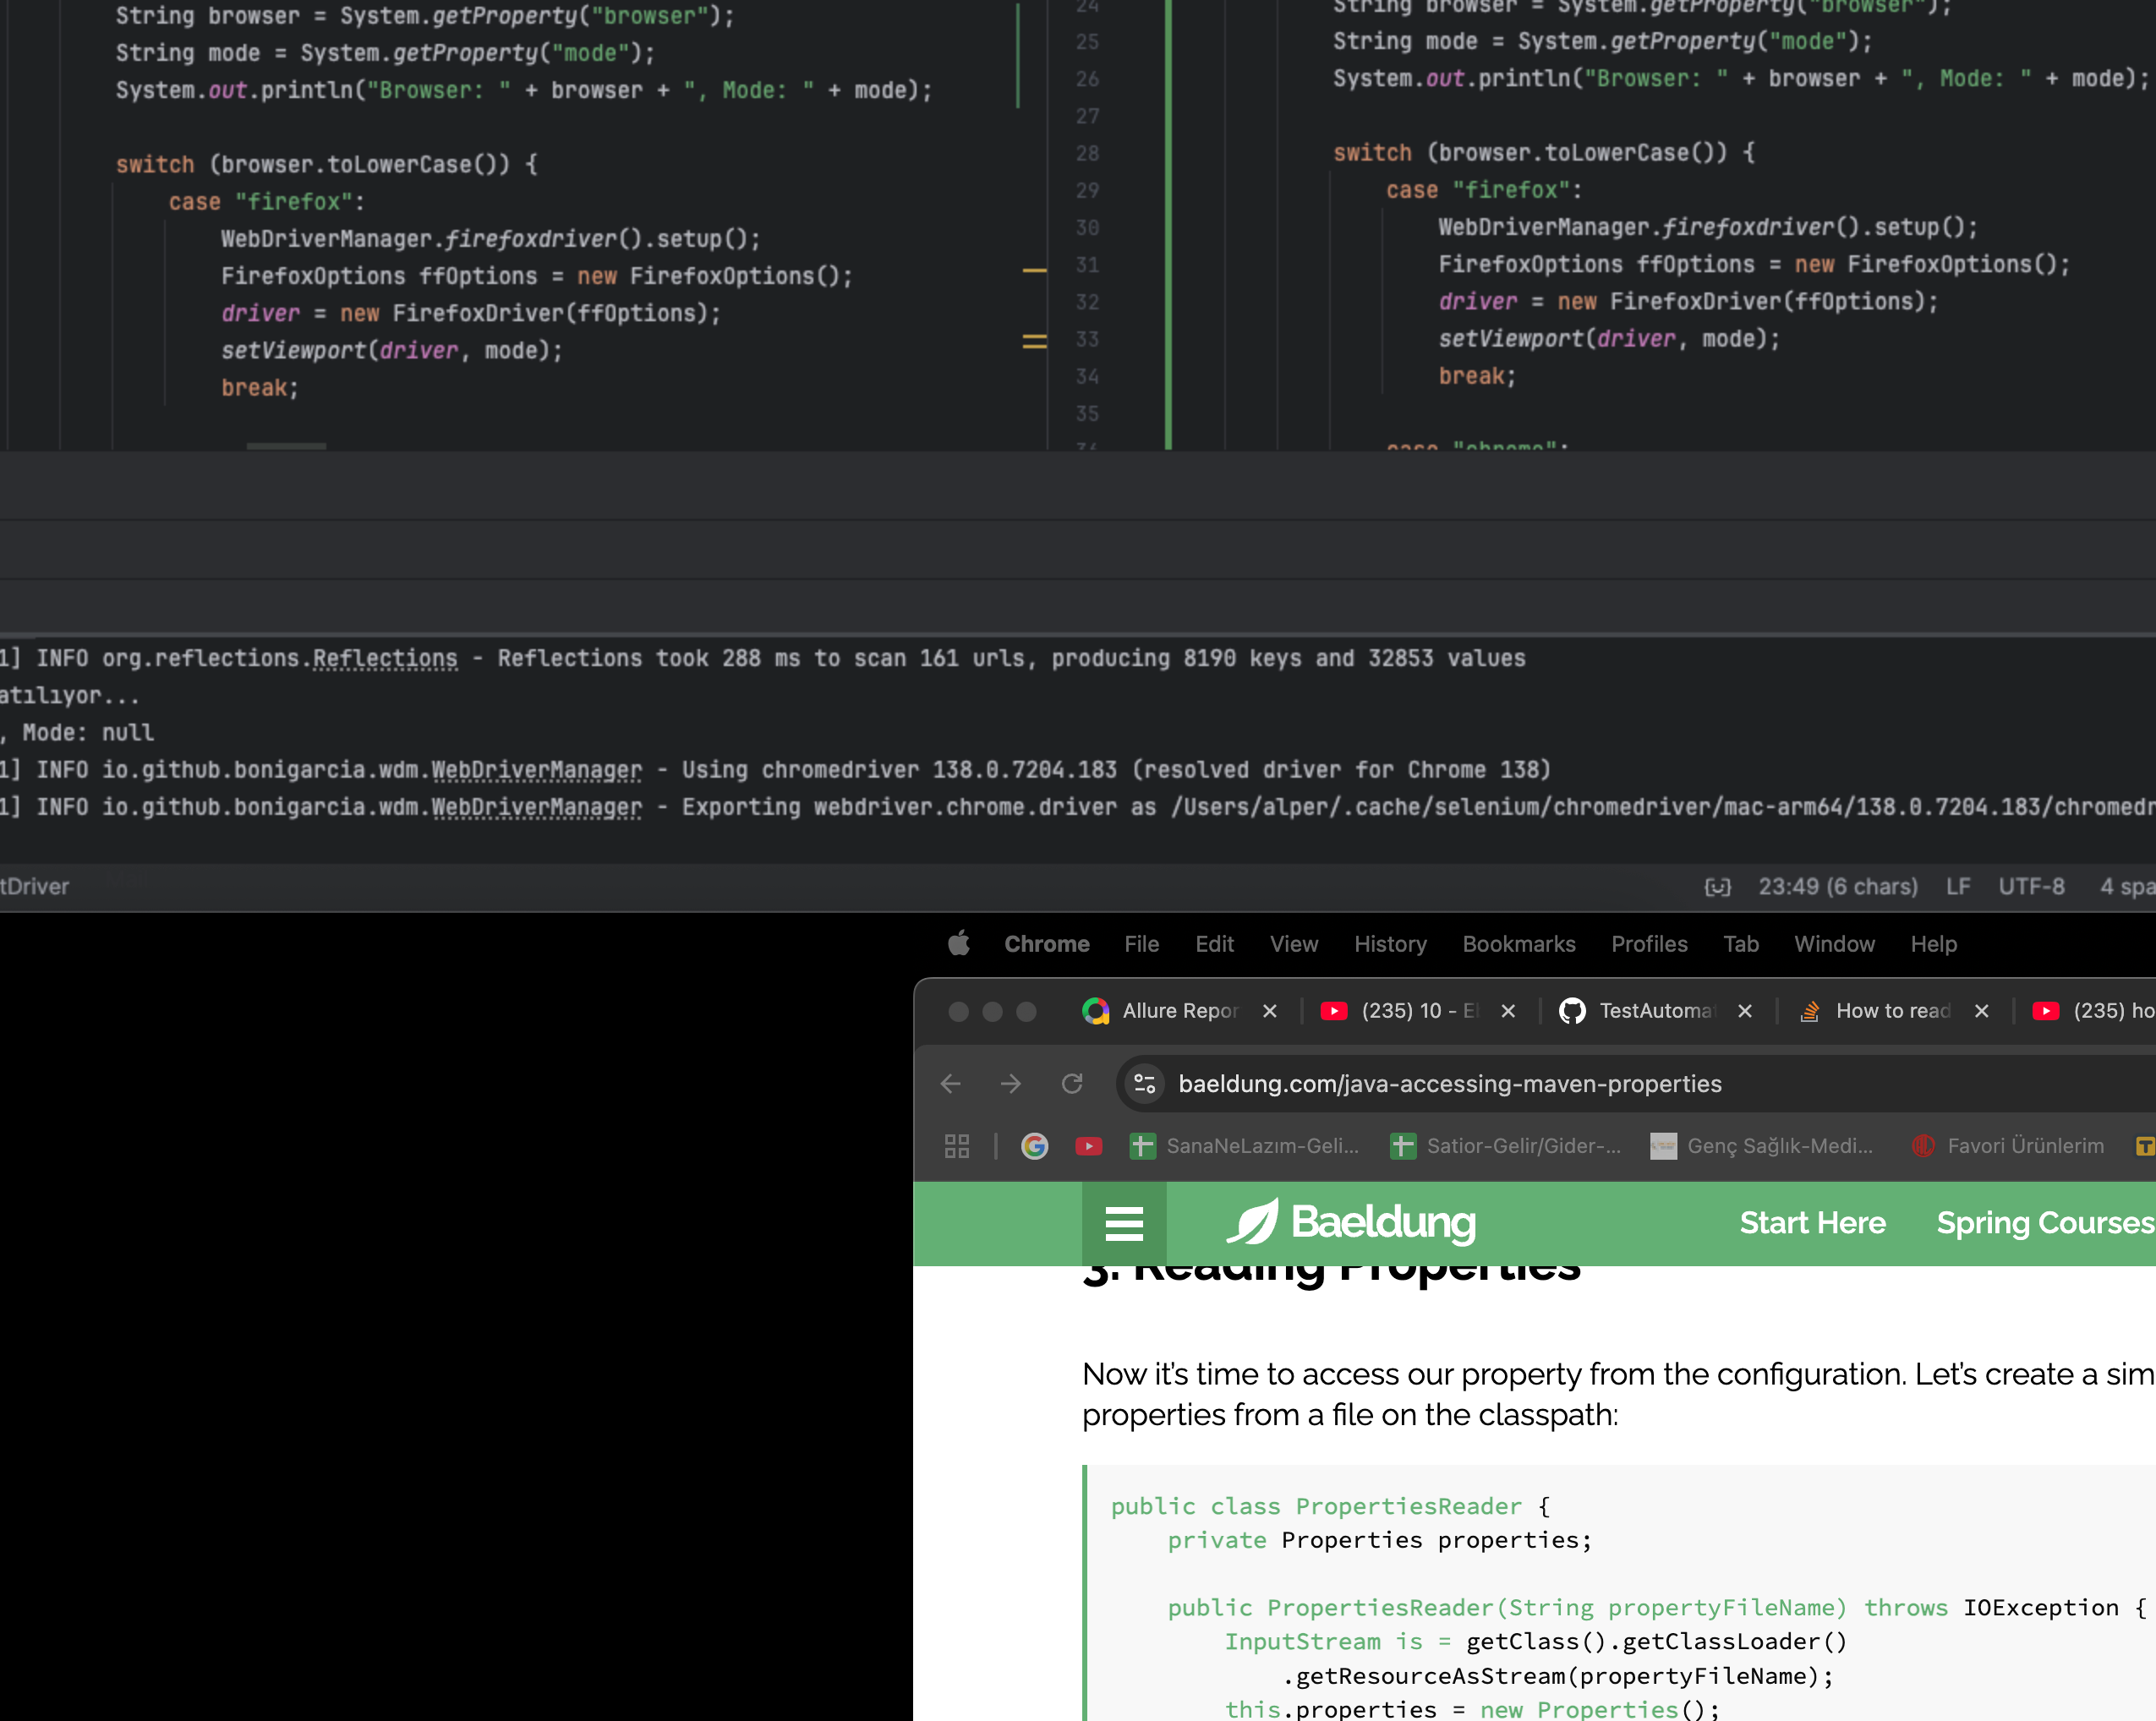 String browser = System.getProperty("browser");
String mode = System.getProperty("mode");
System.out.println("Browser: " + browser + ", Mode: " + mode);
switch (browser.toLowerCase()) {
case "firefox":
WebDriverManager.firefoxdriver().setup();
FirefoxOptions ffOptions = new FirefoxOptions();
driver = new FirefoxDriver(ffOptions);
setViewport(driver, mode);
break;
24 String browser = System.getProperty("browser");
25 String mode = System.getProperty("mode");
26 System.out.println("Browser: " + browser + ", Mode: " + mode);
27
28 switch (browser.toLowerCase()) {
29 case "firefox":
30 WebDriverManager.firefoxdriver().setup();
31 FirefoxOptions ffOptions = new FirefoxOptions();
32 driver = new FirefoxDriver(ffOptions);
33 setViewport(driver, mode);
34 break;
35
36 case "chrome":
1] INFO org.reflections.Reflections - Reflections took 288 ms to scan 161 urls, producing 8190 keys and 32853 values
atılıyor...
, Mode: null
1] INFO io.github.bonigarcia.wdm.WebDriverManager - Using chromedriver 138.0.7204.183 (resolved driver for Chrome 138)
1] INFO io.github.bonigarcia.wdm.WebDriverManager - Exporting webdriver.chrome.driver as /Users/alper/.cache/selenium/chromedriver/mac-arm64/138.0.7204.183/chromedr
tDriver 23:49 (6 chars) LF UTF-8 4 spa
Chrome File Edit View History Bookmarks Profiles Tab Window Help
Allure Repor (235) 10 - El TestAutoma How to read (235) ho
baeldung.com/java-accessing-maven-properties
SanaNeLazım-Geli... Satior-Gelir/Gider-... Genç Sağlık-Medi... Favori Ürünlerim
Baeldung Start Here Spring Courses
3. Reading Properties
Now it's time to access our property from the configuration. Let's create a sim
properties from a file on the classpath:
public class PropertiesReader {
private Properties properties;
public PropertiesReader(String propertyFileName) throws IOException {
InputStream is = getClass().getClassLoader()
.getResourceAsStream(propertyFileName);
this.properties = new Properties();